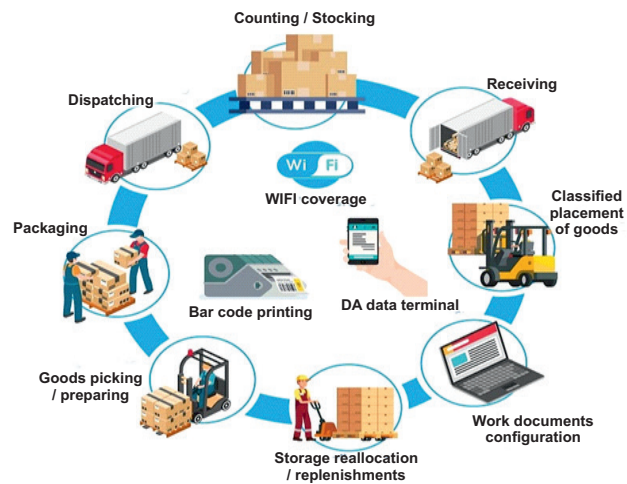 Counting / Stocking
Dispatching
Receiving
Wi Fi
WIFI coverage
Classified
placement
of goods
Packaging
DA data terminal
Bar code printing
Goods picking
/ preparing
Work documents
configuration
Storage reallocation
/ replenishments